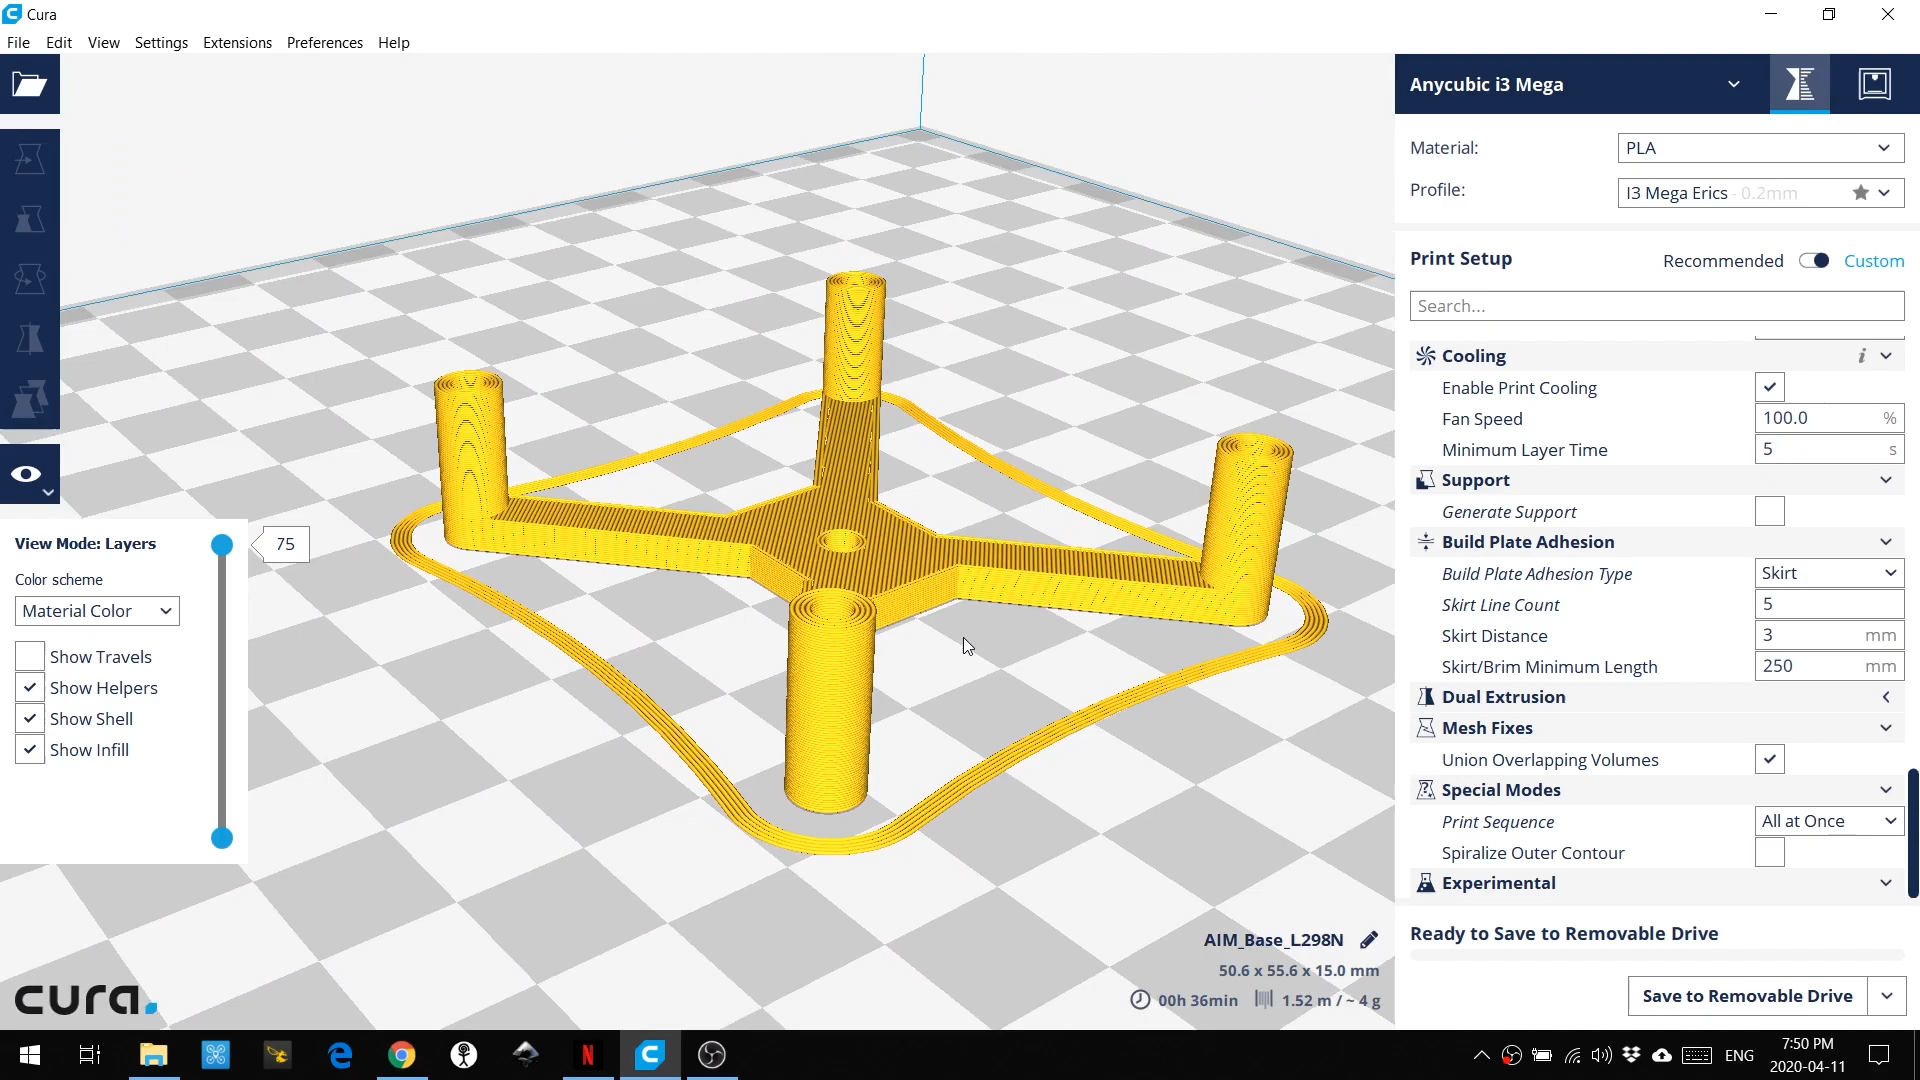 Cura
File Edit View Settings Extensions Preferences Help
Anycubic i3 Mega
Material: PLA
Profile: I3 Mega Erics - 0.2mm
Print Setup Recommended Custom
Search...
Cooling i
Enable Print Cooling
Fan Speed 100.0 %
Minimum Layer Time 5 s
Support
Generate Support
Build Plate Adhesion
Build Plate Adhesion Type Skirt
Skirt Line Count 5
Skirt Distance 3 mm
Skirt/Brim Minimum Length 250 mm
Dual Extrusion
Mesh Fixes
Union Overlapping Volumes
Special Modes
Print Sequence All at Once
Spiralize Outer Contour
Experimental
Ready to Save to Removable Drive
Save to Removable Drive
View Mode: Layers
75
Color scheme
Material Color
Show Travels
Show Helpers
Show Shell
Show Infill
AIM_Base_L298N
50.6 x 55.6 x 15.0 mm
00h 36min 1.52 m / ~ 4 g
cura.
ENG
7:50 PM
2020-04-11